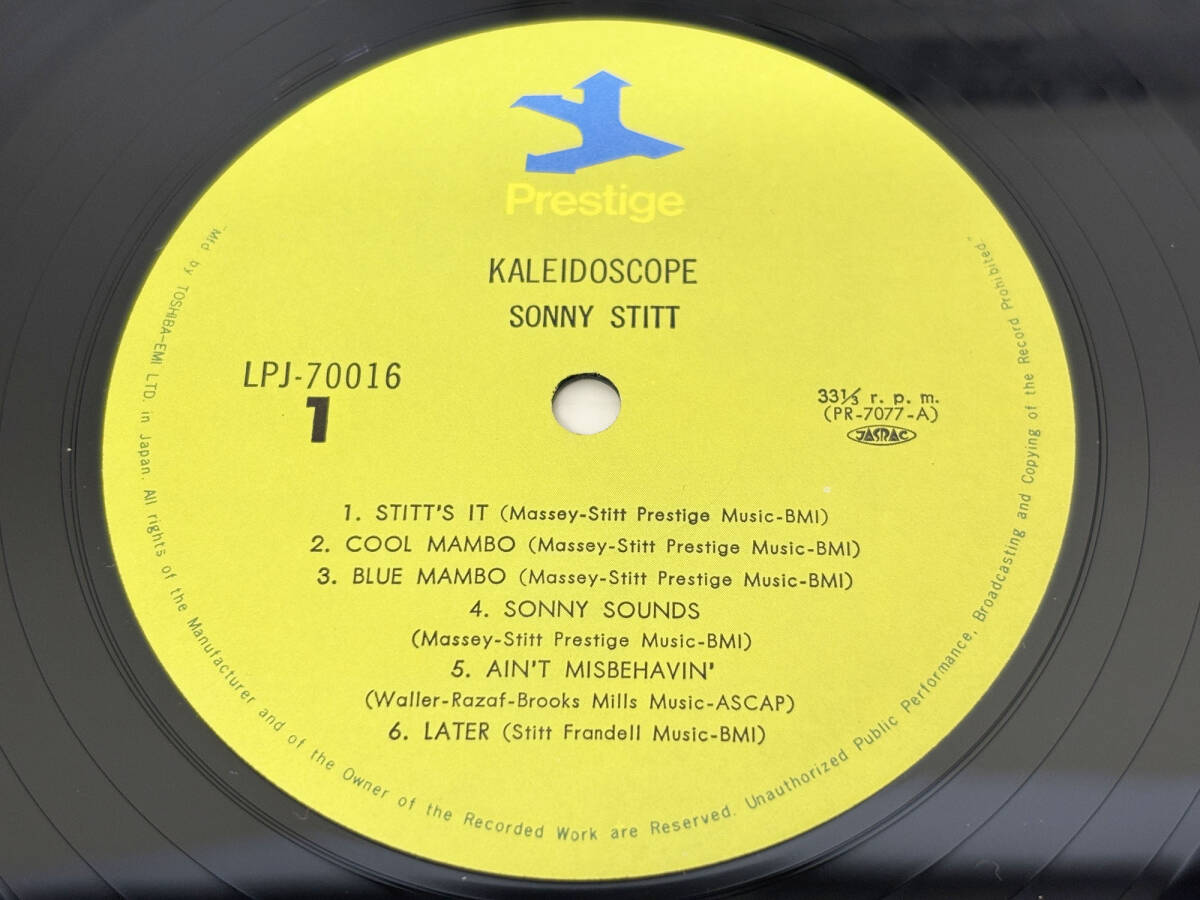 Prestige
KALEIDOSCOPE
SONNY STITT
LPJ-70016
1
33⅓ r. p. m.
(PR-7077-A)
JASRAC
1. STITT'S IT (Massey-Stitt Prestige Music-BMI)
2. COOL MAMBO (Massey-Stitt Prestige Music-BMI)
3. BLUE MAMBO (Massey-Stitt Prestige Music-BMI)
4. SONNY SOUNDS
(Massey-Stitt Prestige Music-BMI)
5. AIN'T MISBEHAVIN'
(Waller-Razaf-Brooks Mills Music-ASCAP)
6. LATER (Stitt Frandell Music-BMI)
"Mfd by TOSHIBA-EMI LTD. in Japan. All rights of the Manufacturer and of the Owner of the Recorded Work are Reserved. Unauthorized Public Performance, Broadcasting and Copying of the Record Prohibited."